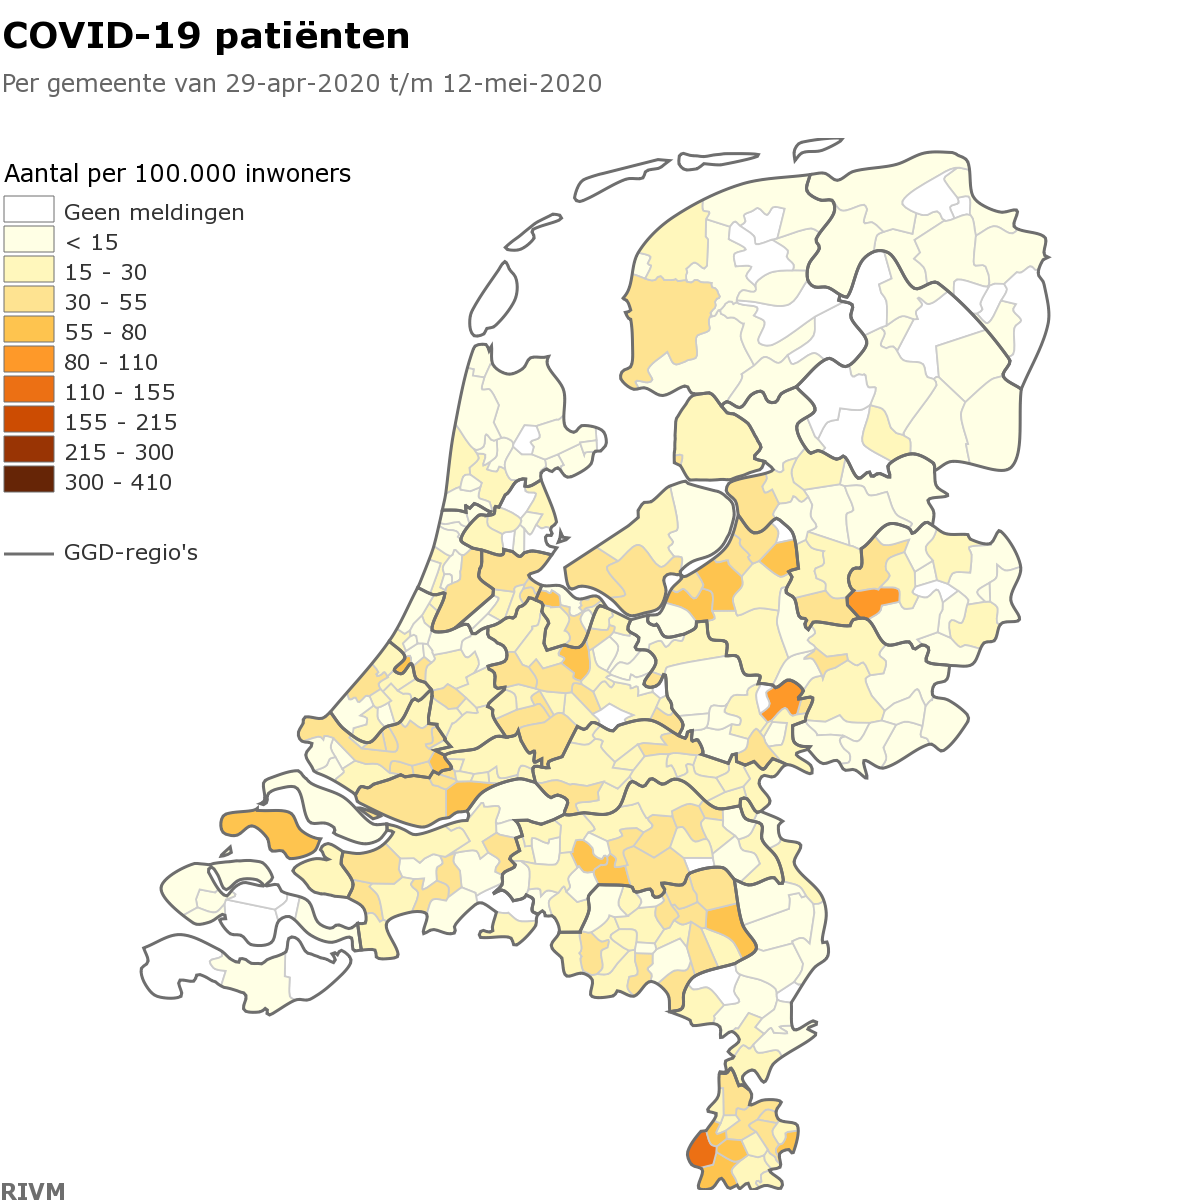 COVID-19 patiënten
Per gemeente van 29-apr-2020 t/m 12-mei-2020
Aantal per 100.000 inwoners
Geen meldingen
< 15
15 - 30
30 - 55
55 - 80
80 - 110
110 - 155
155 - 215
215 - 300
300 - 410
GGD-regio's
RIVM